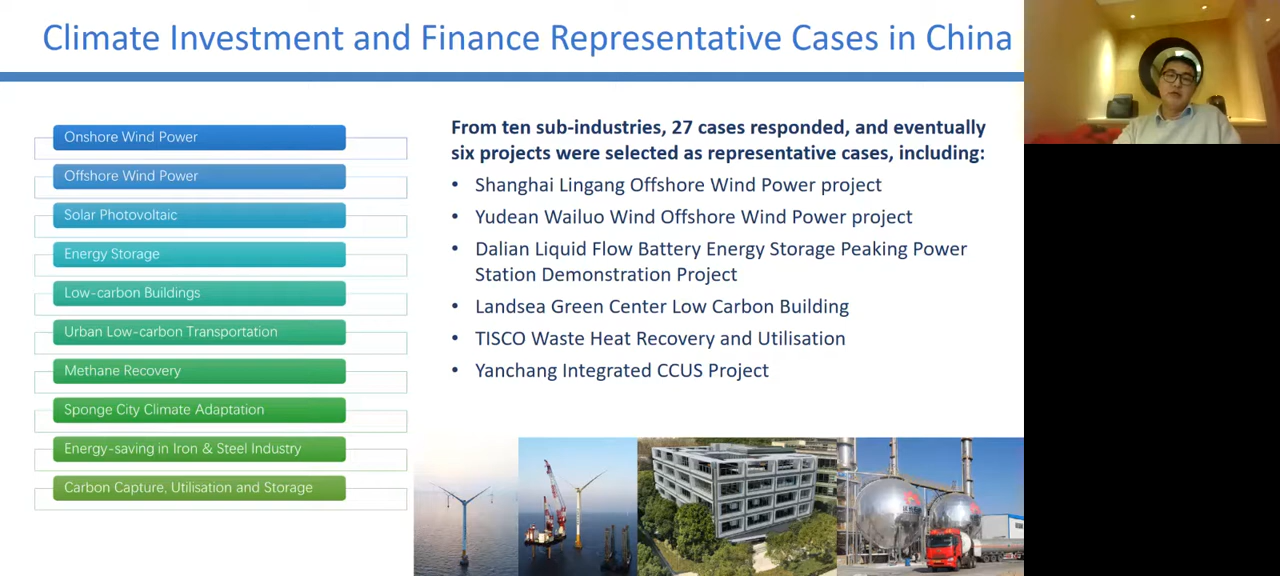 Climate Investment and Finance Representative Cases in China
Onshore Wind Power
Offshore Wind Power
Solar Photovoltaic
Energy Storage
Low-carbon Buildings
Urban Low-carbon Transportation
Methane Recovery
Sponge City Climate Adaptation
Energy-saving in Iron & Steel Industry
Carbon Capture, Utilisation and Storage
From ten sub-industries, 27 cases responded, and eventually
six projects were selected as representative cases, including:
• Shanghai Lingang Offshore Wind Power project
• Yudean Wailuo Wind Offshore Wind Power project
• Dalian Liquid Flow Battery Energy Storage Peaking Power
Station Demonstration Project
• Landsea Green Center Low Carbon Building
• TISCO Waste Heat Recovery and Utilisation
• Yanchang Integrated CCUS Project